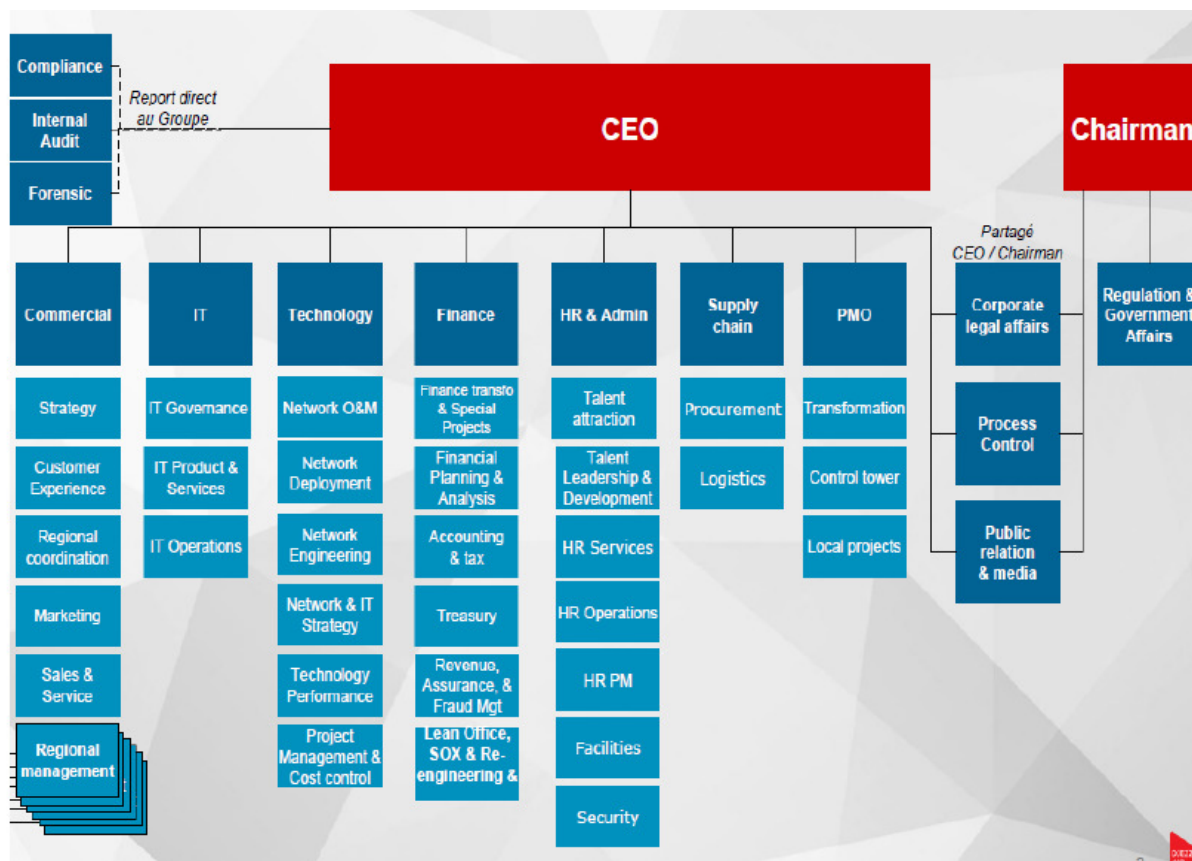 Compliance
Internal
Audit
Forensic
Report direct
au Groupe
CEO
Chairman
Partagé
CEO / Chairman
Commercial
Strategy
Customer
Experience
Regional
coordination
Marketing
Sales &
Service
Regional
management
IT
IT Governance
IT Product &
Services
IT Operations
Technology
Network O&M
Network
Deployment
Network
Engineering
Network & IT
Strategy
Technology
Performance
Project
Management &
Cost control
Finance
Finance transfo
& Special
Projects
Financial
Planning &
Analysis
Accounting
& tax
Treasury
Revenue,
Assurance, &
Fraud Mgt
Lean Office,
SOX & Re-
engineering &
HR & Admin
Talent
attraction
Talent
Leadership &
Development
HR Services
HR Operations
HR PM
Facilities
Security
Supply
chain
Procurement
Logistics
PMO
Transformation
Control tower
Local projects
Corporate
legal affairs
Process
Control
Public
relation
& media
Regulation &
Government
Affairs